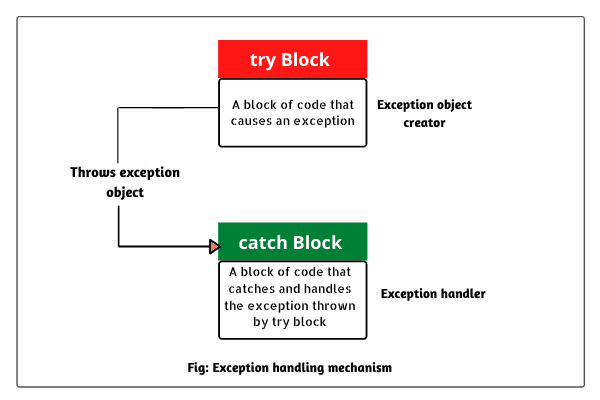 try Block
A block of code that
causes an exception
Exception object
creator
Throws exception
object
catch Block
A block of code that
catches and handles
the exception thrown
by try block
Exception handler
Fig: Exception handling mechanism